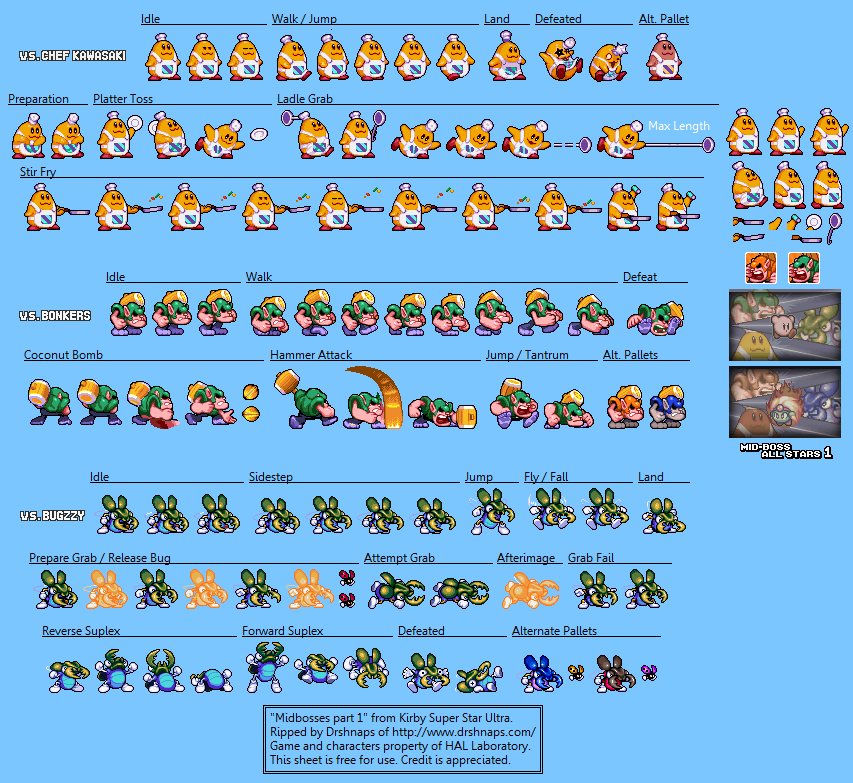 Idle Walk / Jump Land Defeated Alt. Pallet
vs. CHEF KAWASAKI
Preparation Platter Toss Ladle Grab
Max Length
Stir Fry
Idle Walk Defeat
vs. BONKERS
Coconut Bomb Hammer Attack Jump / Tantrum Alt. Pallets
MID-BOSS
ALL STARS 1
Idle Sidestep Jump Fly / Fall Land
vs. BUGZZY
Prepare Grab / Release Bug Attempt Grab Afterimage Grab Fail
Reverse Suplex Forward Suplex Defeated Alternate Pallets
"Midbosses part 1" from Kirby Super Star Ultra.
Ripped by Drshnaps of http://www.drshnaps.com/
Game and characters property of HAL Laboratory.
This sheet is free for use. Credit is appreciated.